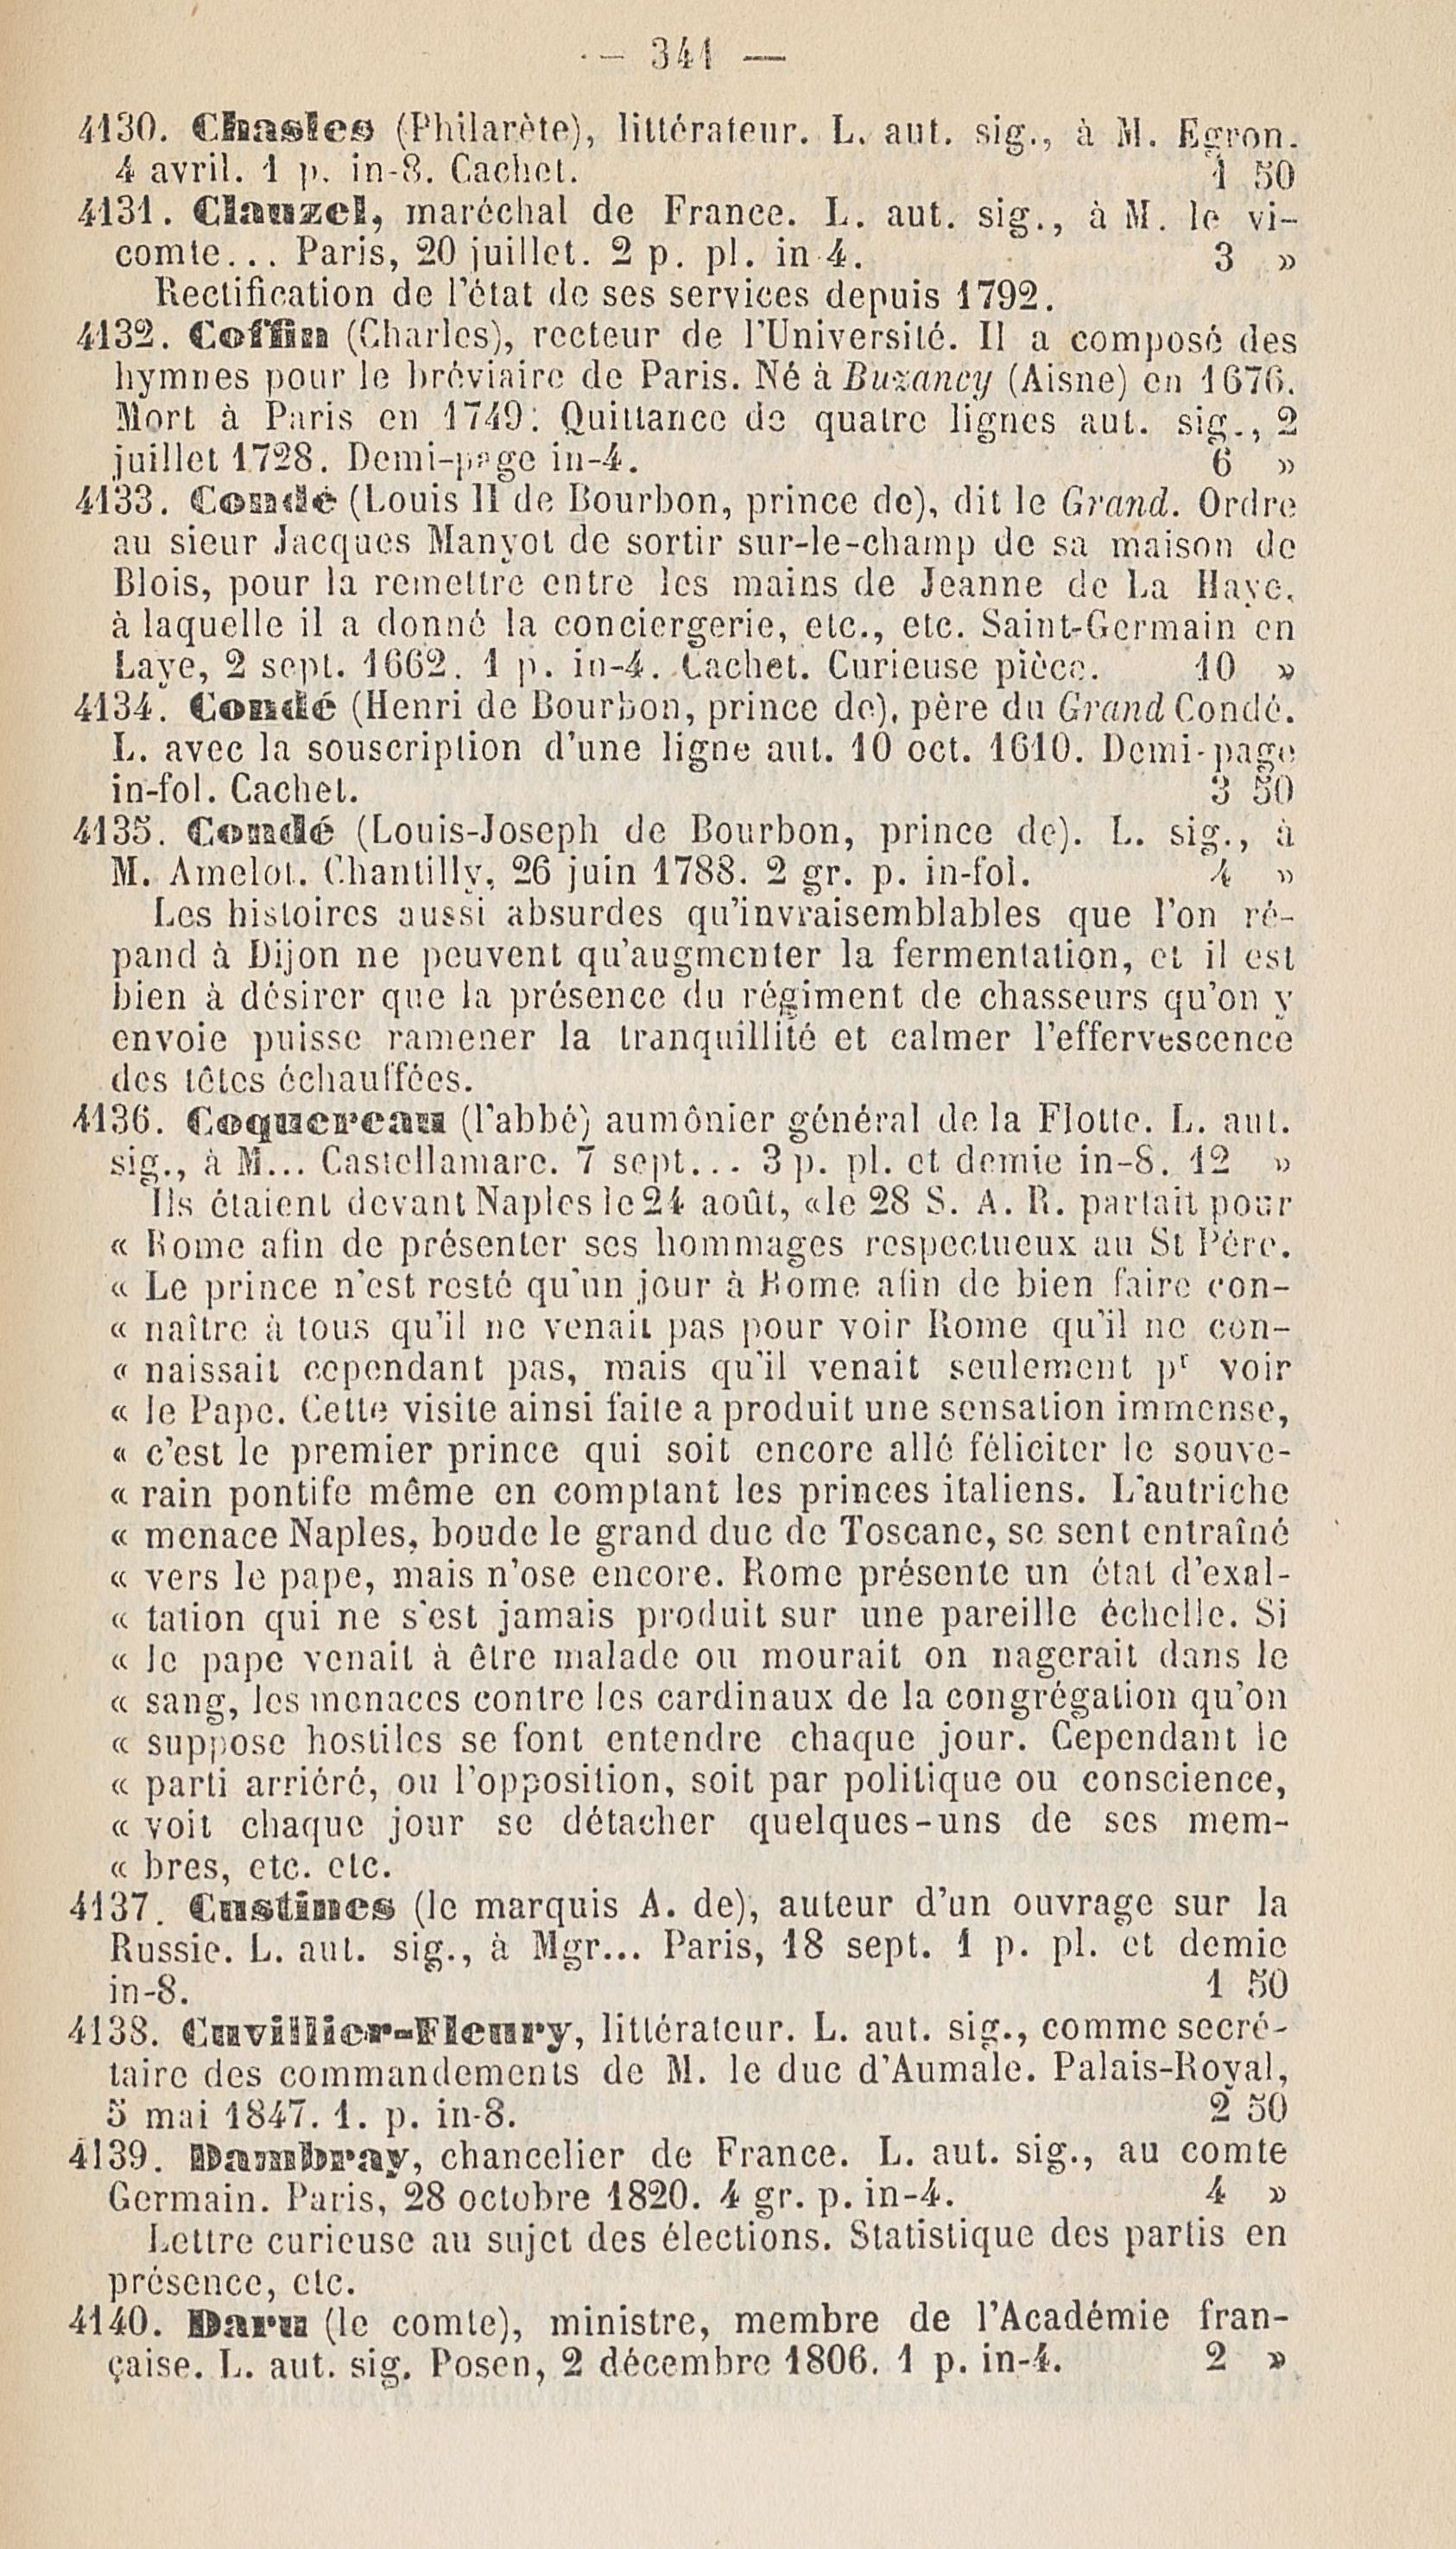 — 341 —
4130. Chasles (Philarète), littérateur. L. aut. sig., à M. Egron.
4 avril. 1 p. in-8. Cachet. 1 50
4131. Clauzel, maréchal de France. L. aut. sig., à M. le vi-
comte... Paris, 20 juillet. 2 p. pl. in-4. 3 »
Rectification de l'état de ses services depuis 1792.
4132. Coffin (Charles), recteur de l'Université. Il a composé des
hymnes pour le bréviaire de Paris. Né à Buzancy (Aisne) en 1676.
Mort à Paris en 1749: Quittance de quatre lignes aut. sig., 2
juillet 1728. Demi-page in-4. 6 »
4133. Condé (Louis II de Bourbon, prince de), dit le Grand. Ordre
au sieur Jacques Manyot de sortir sur-le-champ de sa maison de
Blois, pour la remettre entre les mains de Jeanne de La Haye,
à laquelle il a donné la conciergerie, etc., etc. Saint-Germain en
Laye, 2 sept. 1662. 1 p. in-4. Cachet. Curieuse pièce. 10 »
4134. Condé (Henri de Bourbon, prince de), père du Grand Condé.
L. avec la souscription d'une ligne aut. 10 oct. 1610. Demi-page
in-fol. Cachet. 3 50
4135. Condé (Louis-Joseph de Bourbon, prince de). L. sig., à
M. Amelot. Chantilly, 26 juin 1788. 2 gr. p. in-fol. 4 »
Les histoires aussi absurdes qu'invraisemblables que l'on ré-
pand à Dijon ne peuvent qu'augmenter la fermentation, et il est
bien à désirer que la présence du régiment de chasseurs qu'on y
envoie puisse ramener la tranquillité et calmer l'effervescence
des têtes échauffées.
4136. Coquereau (l'abbé) aumônier général de la Flotte. L. aut.
sig., à M... Castellamare. 7 sept... 3 p. pl. et demie in-8. 12 »
Ils étaient devant Naples le 24 août, «le 28 S. A. R. partait pour
« Rome afin de présenter ses hommages respectueux au St Père.
« Le prince n'est resté qu'un jour à Rome afin de bien faire con-
« naître à tous qu'il ne venait pas pour voir Rome qu'il ne con-
« naissait cependant pas, mais qu'il venait seulement pr voir
« le Pape. Cette visite ainsi faite a produit une sensation immense,
« c'est le premier prince qui soit encore allé féliciter le souve-
« rain pontife même en comptant les princes italiens. L'autriche
« menace Naples, boude le grand duc de Toscane, se sent entraîné
« vers le pape, mais n'ose encore. Rome présente un état d'exal-
« tation qui ne s'est jamais produit sur une pareille échelle. Si
« le pape venait à être malade ou mourait on nagerait dans le
« sang, les menaces contre les cardinaux de la congrégation qu'on
« suppose hostiles se font entendre chaque jour. Cependant le
« parti arriéré, ou l'opposition, soit par politique ou conscience,
« voit chaque jour se détacher quelques-uns de ses mem-
« bres, etc. etc.
4137. Custines (le marquis A. de), auteur d'un ouvrage sur la
Russie. L. aut. sig., à Mgr... Paris, 18 sept. 1 p. pl. et demie
in-8. 1 50
4138. Cuvillier-Fleury, littérateur. L. aut. sig., comme secré-
taire des commandements de M. le duc d'Aumale. Palais-Royal,
5 mai 1847. 1. p. in-8. 2 50
4139. Dambray, chancelier de France. L. aut. sig., au comte
Germain. Paris, 28 octobre 1820. 4 gr. p. in-4. 4 »
Lettre curieuse au sujet des élections. Statistique des partis en
présence, etc.
4140. Daru (le comte), ministre, membre de l'Académie fran-
çaise. L. aut. sig. Posen, 2 décembre 1806. 1 p. in-4. 2 »